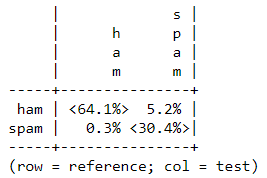 |         s |
     |         p |
     |    h    a |
     |    a    a |
     |    m    m |
-----+-----------+
 ham | <64.1%>  5.2% |
spam |   0.3% <30.4%>|
-----+-----------+
(row = reference; col = test)